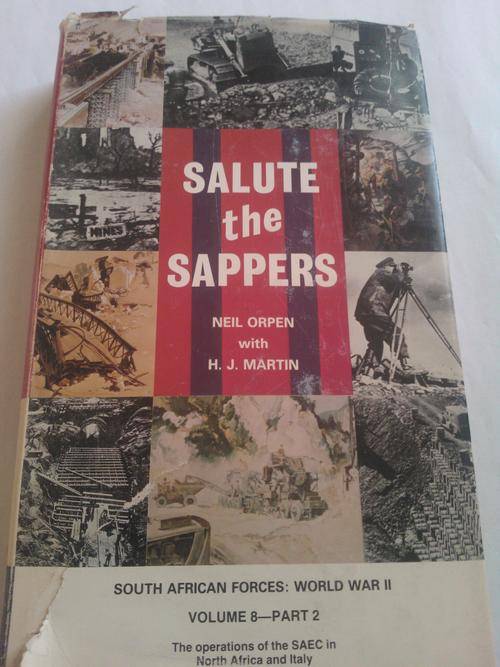 MINES
SALUTE
the
SAPPERS
NEIL ORPEN
with
H. J. MARTIN
SOUTH AFRICAN FORCES: WORLD WAR II
VOLUME 8—PART 2
The operations of the SAEC in
North Africa and Italy